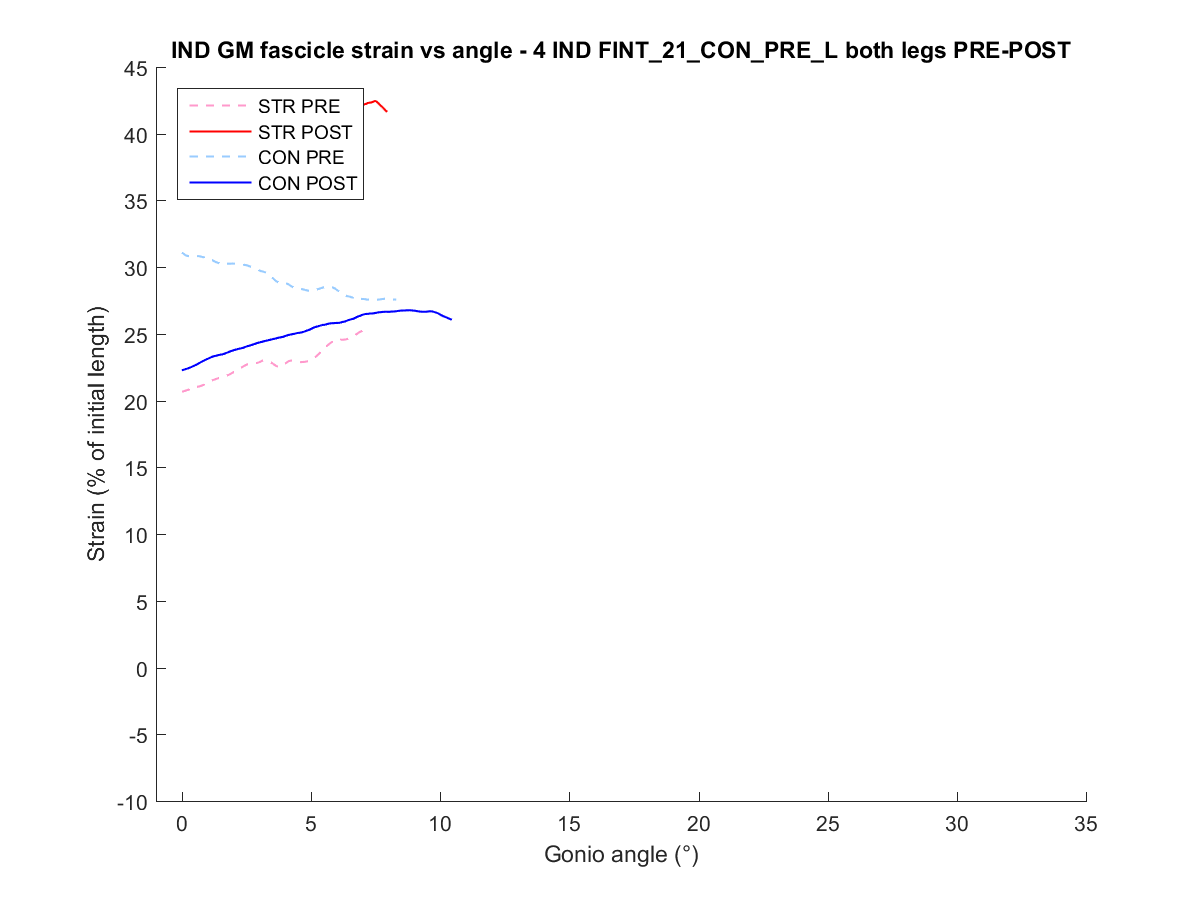 IND GM fascicle strain vs angle - 4 IND FINT_21_CON_PRE_L both legs PRE-POST
45
40
35
30
25
20
15
10
5
0
-5
-10
STR PRE
STR POST
CON PRE
CON POST
Strain (% of initial length)
0 5 10 15 20 25 30 35
Gonio angle (°)